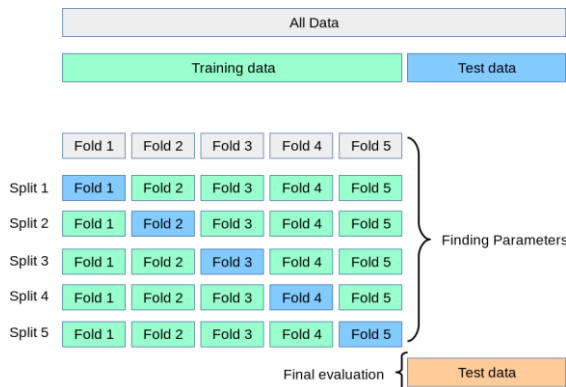 All Data
Training data Test data
Fold 1 Fold 2 Fold 3 Fold 4 Fold 5
Split 1 Fold 1 Fold 2 Fold 3 Fold 4 Fold 5
Split 2 Fold 1 Fold 2 Fold 3 Fold 4 Fold 5
Finding Parameters
Split 3 Fold 1 Fold 2 Fold 3 Fold 4 Fold 5
Split 4 Fold 1 Fold 2 Fold 3 Fold 4 Fold 5
Split 5 Fold 1 Fold 2 Fold 3 Fold 4 Fold 5
Final evaluation Test data